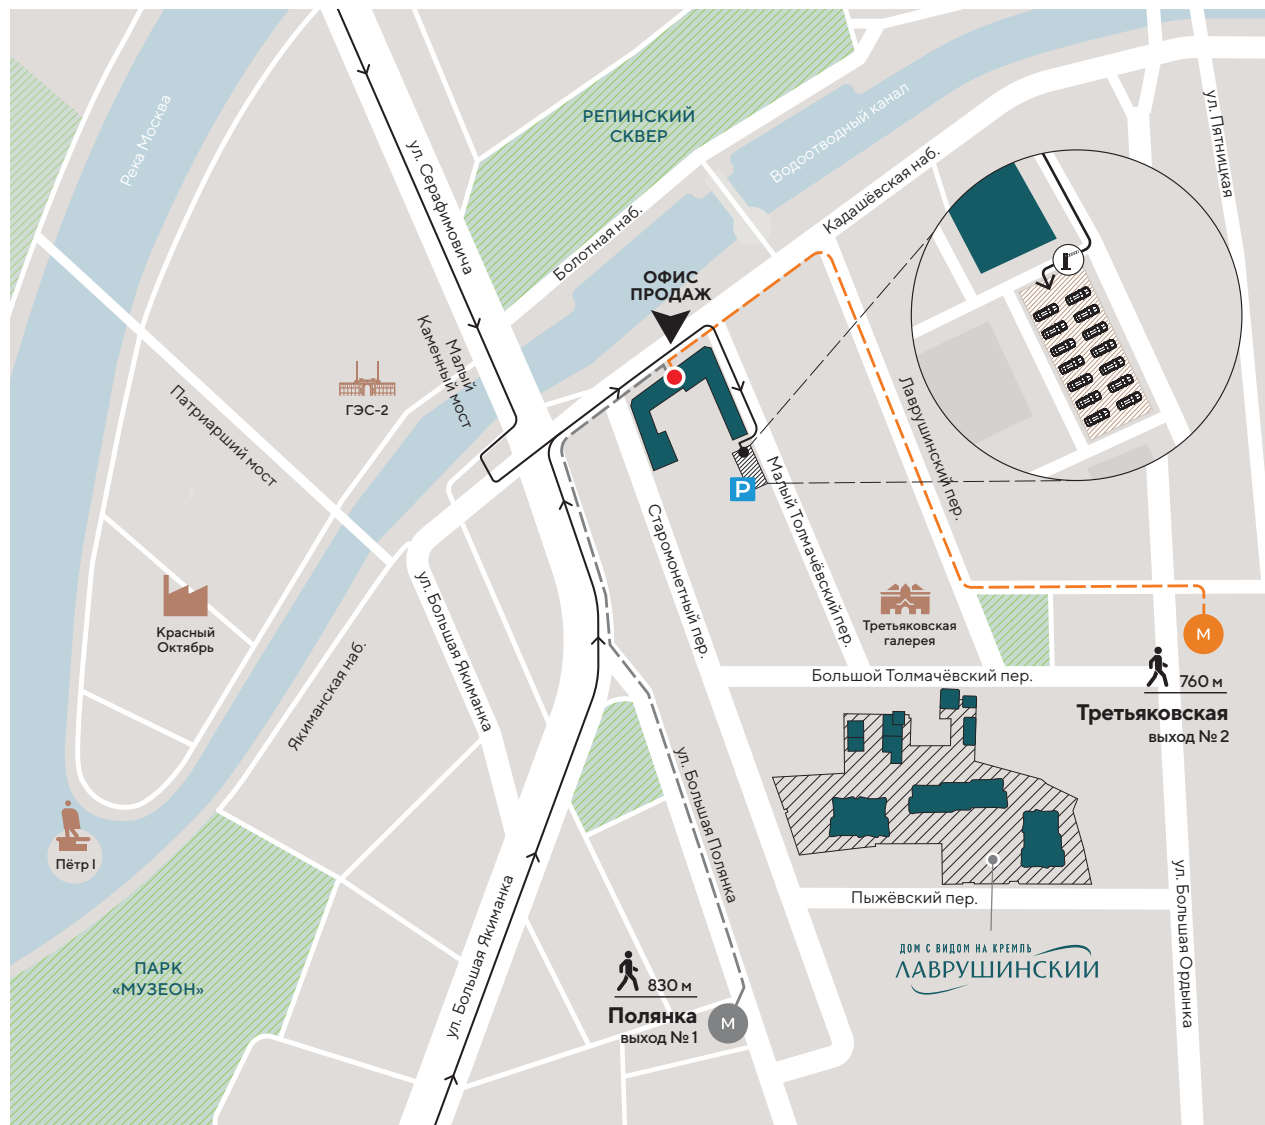 Река Москва
ул. Серафимовича
РЕПИНСКИЙ
СКВЕР
Водоотводный канал
ул. Пятницкая
Кадашёвская наб.
Болотная наб.
ОФИС
ПРОДАЖ
Малый
Каменный мост
ГЭС-2
Патриарший мост
Лаврушинский пер.
P
Малый Толмачёвский пер.
Старомонетный пер.
ул. Большая Якиманка
Красный
Октябрь
Якиманская наб.
Третьяковская
галерея
М
Большой Толмачёвский пер.
760 м
Третьяковская
выход № 2
ул. Большая Полянка
Пётр I
ул. Большая Якиманка
Пыжёвский пер.
ул. Большая Ордынка
ДОМ С ВИДОМ НА КРЕМЛЬ
ЛАВРУШИНСКИЙ
ПАРК
«МУЗЕОН»
830 м
Полянка
выход № 1
М